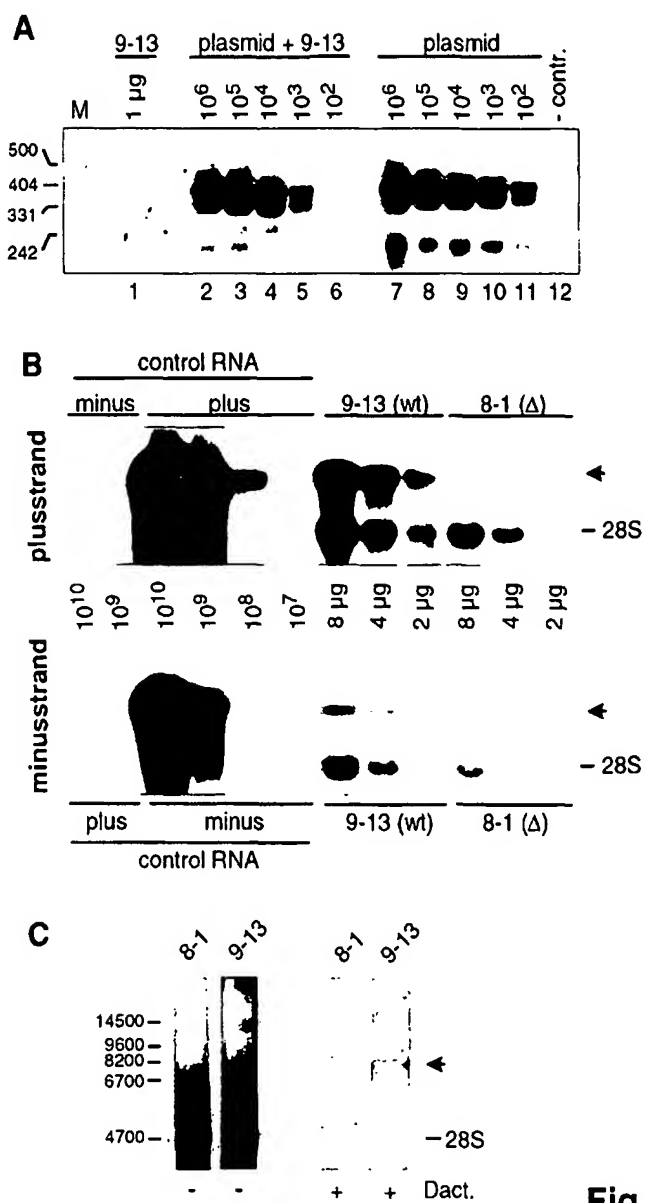 A
9-13 plasmid + 9-13 plasmid
M 1 µg 10⁶ 10⁵ 10⁴ 10³ 10² 10⁶ 10⁵ 10⁴ 10³ 10² - contr.
500
404
331
242
1 2 3 4 5 6 7 8 9 10 11 12
B
control RNA
minus plus 9-13 (wt) 8-1 (Δ)
plusstrand
28S
10¹⁰ 10⁹ 10¹⁰ 10⁹ 10⁸ 10⁷ 8 µg 4 µg 2 µg 8 µg 4 µg 2 µg
minusstrand
28S
plus minus 9-13 (wt) 8-1 (Δ)
control RNA
C
8-1 9-13 8-1 9-13
14500
9600
8200
6700
4700
28S
- - + + Dact.
Fig